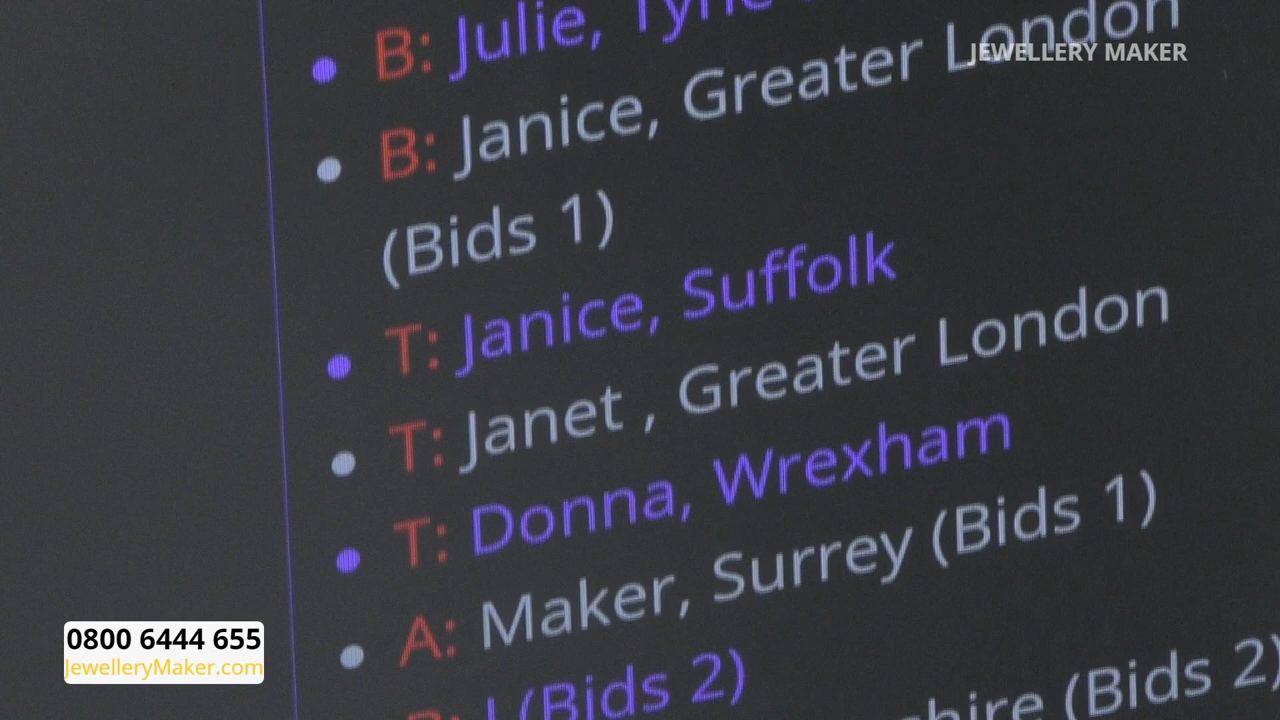 B: Julie, Tyne
B: Janice, Greater London
JEWELLERY MAKER
(Bids 1)
T: Janice, Suffolk
T: Janet , Greater London
T: Donna, Wrexham
A: Maker, Surrey (Bids 1)
(Bids 2)
(Bids 2)
0800 6444 655
JewelleryMaker.com